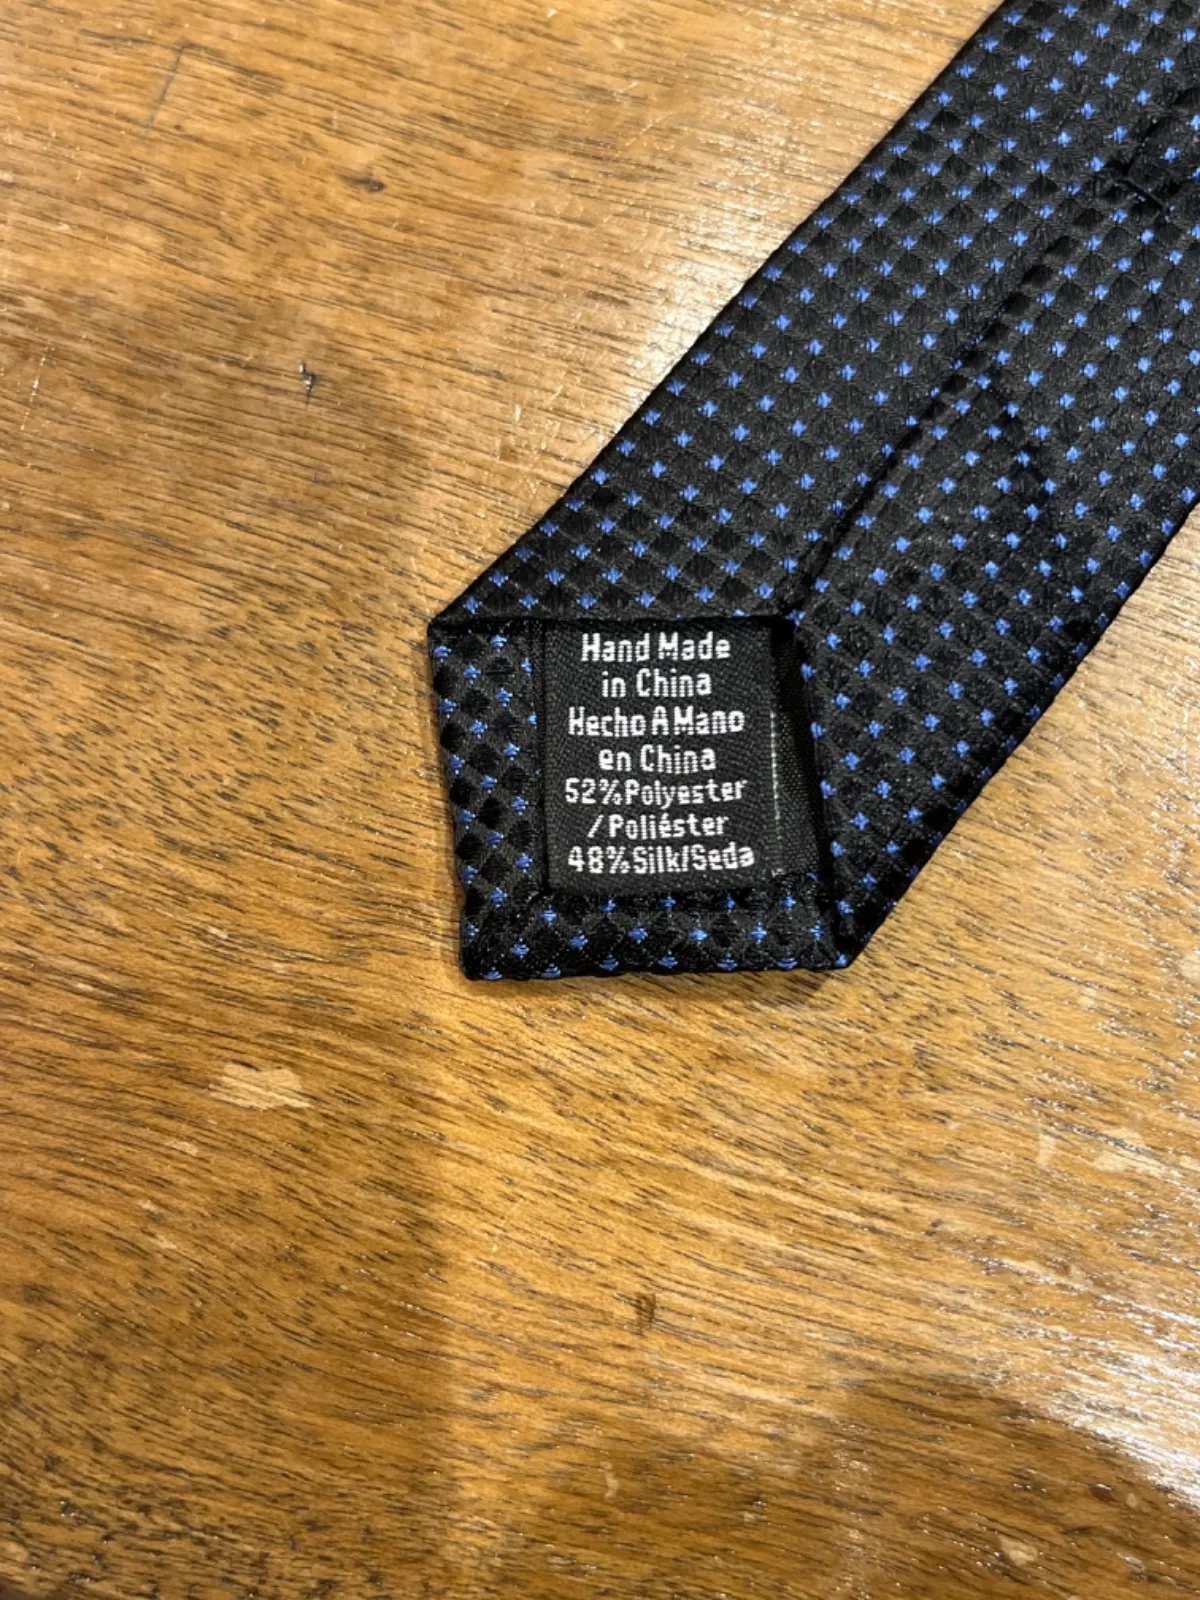 Hand Made
in China
Hecho A Mano
en China
52%Polyester
/Poliéster
48%Silk/Seda